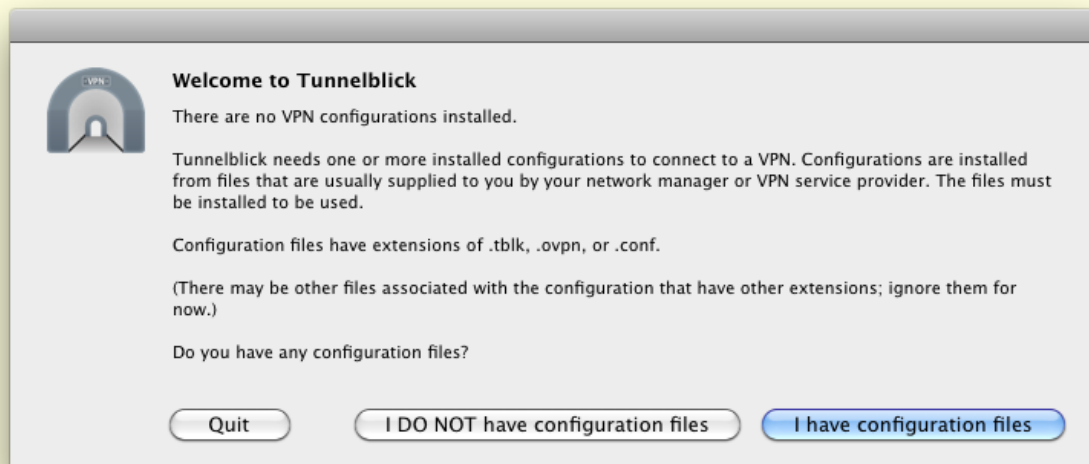 VPN
Welcome to Tunnelblick
There are no VPN configurations installed.
Tunnelblick needs one or more installed configurations to connect to a VPN. Configurations are installed
from files that are usually supplied to you by your network manager or VPN service provider. The files must
be installed to be used.
Configuration files have extensions of .tblk, .ovpn, or .conf.
(There may be other files associated with the configuration that have other extensions; ignore them for
now.)
Do you have any configuration files?
Quit
I DO NOT have configuration files
I have configuration files